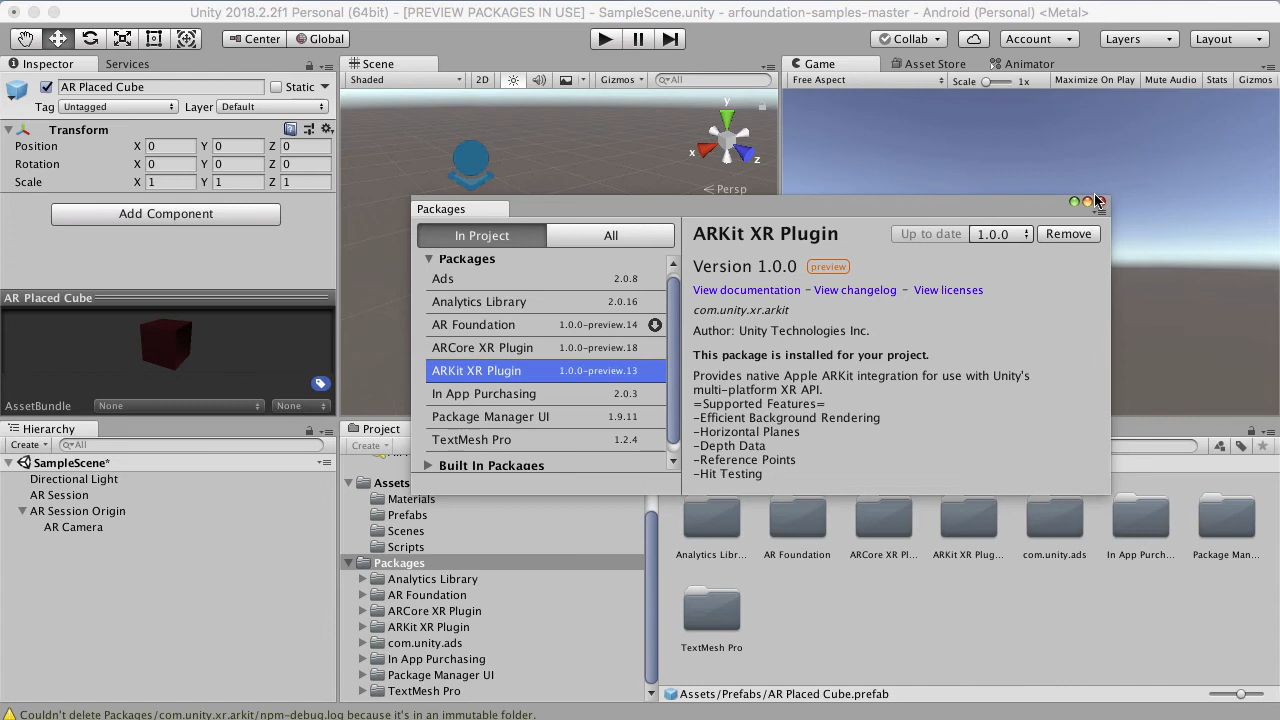 Unity 2018.2.2f1 Personal (64bit) - [PREVIEW PACKAGES IN USE] - SampleScene.unity - arfoundation-samples-master - Android (Personal) <Metal>
Center Global Collab Account Layers Layout
Inspector Services
AR Placed Cube Static
Tag Untagged Layer Default
Transform
Position X 0 Y 0 Z 0
Rotation X 0 Y 0 Z 0
Scale X 1 Y 1 Z 1
Add Component
AR Placed Cube
AssetBundle None None
Hierarchy
Create All
SampleScene*
Directional Light
AR Session
AR Session Origin
AR Camera
Scene
Shaded 2D Gizmos All
y
x
z
Persp
Game Asset Store Animator
Free Aspect Scale 1x Maximize On Play Mute Audio Stats Gizmos
Packages
In Project All
Packages
Ads 2.0.8
Analytics Library 2.0.16
AR Foundation 1.0.0-preview.14
ARCore XR Plugin 1.0.0-preview.18
ARKit XR Plugin 1.0.0-preview.13
In App Purchasing 2.0.3
Package Manager UI 1.9.11
TextMesh Pro 1.2.4
Built In Packages
ARKit XR Plugin Up to date 1.0.0 Remove
Version 1.0.0 preview
View documentation - View changelog - View licenses
com.unity.xr.arkit
Author: Unity Technologies Inc.
This package is installed for your project.
Provides native Apple ARKit integration for use with Unity's
multi-platform XR API.
=Supported Features=
-Efficient Background Rendering
-Horizontal Planes
-Depth Data
-Reference Points
-Hit Testing
Project
Create
Assets
Materials
Prefabs
Scenes
Scripts
Packages
Analytics Library
AR Foundation
ARCore XR Plugin
ARKit XR Plugin
com.unity.ads
In App Purchasing
Package Manager UI
TextMesh Pro
Analytics Libr... AR Foundation ARCore XR Pl... ARKit XR Plug... com.unity.ads In App Purch... Package Man...
TextMesh Pro
Assets/Prefabs/AR Placed Cube.prefab
Couldn't delete Packages/com.unity.xr.arkit/npm-debug.log because it's in an immutable folder.